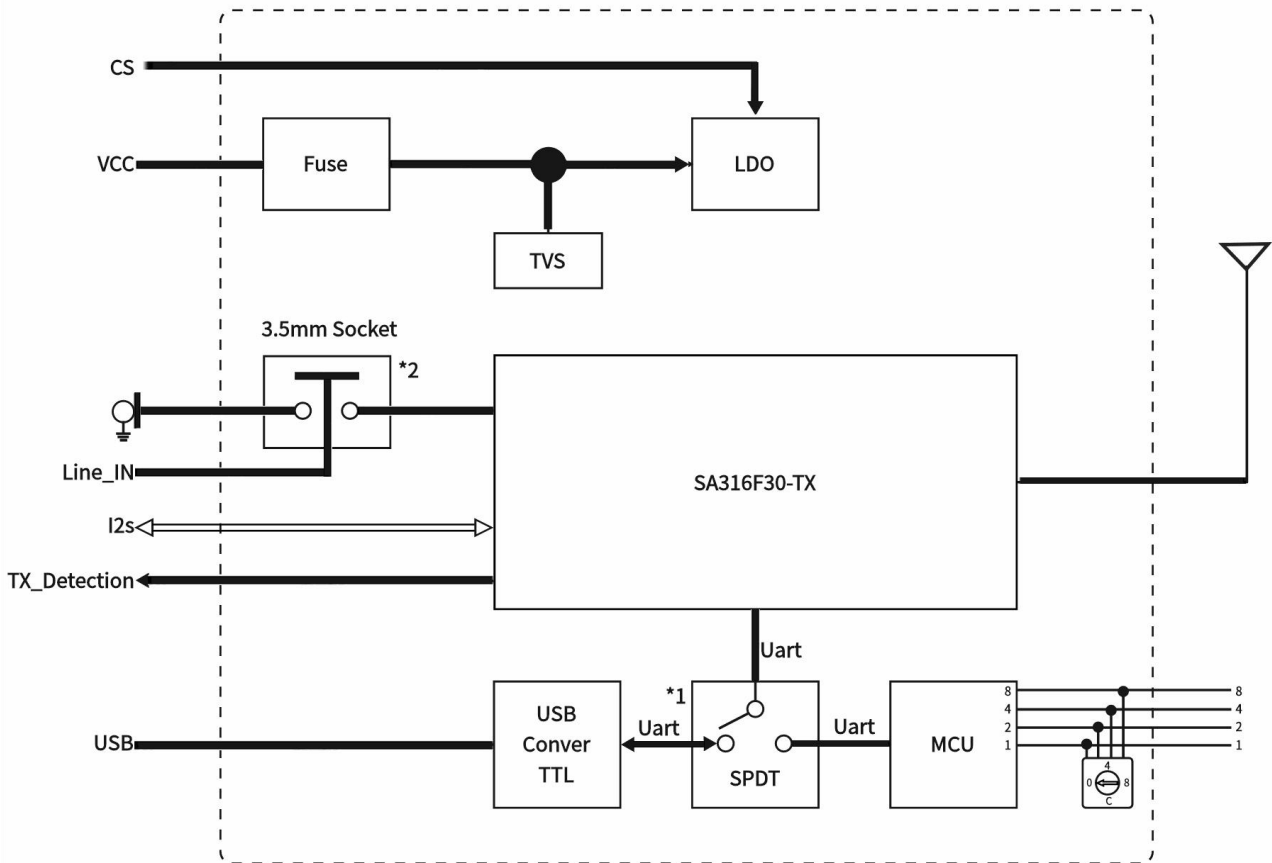 CS
VCC
Fuse
LDO
TVS
3.5mm Socket
*2
Line_IN
SA316F30-TX
I2s
TX_Detection
Uart
*1
USB
USB
Conver
TTL
Uart
SPDT
Uart
MCU
8
4
2
1
8
4
2
1
4
0
8
C